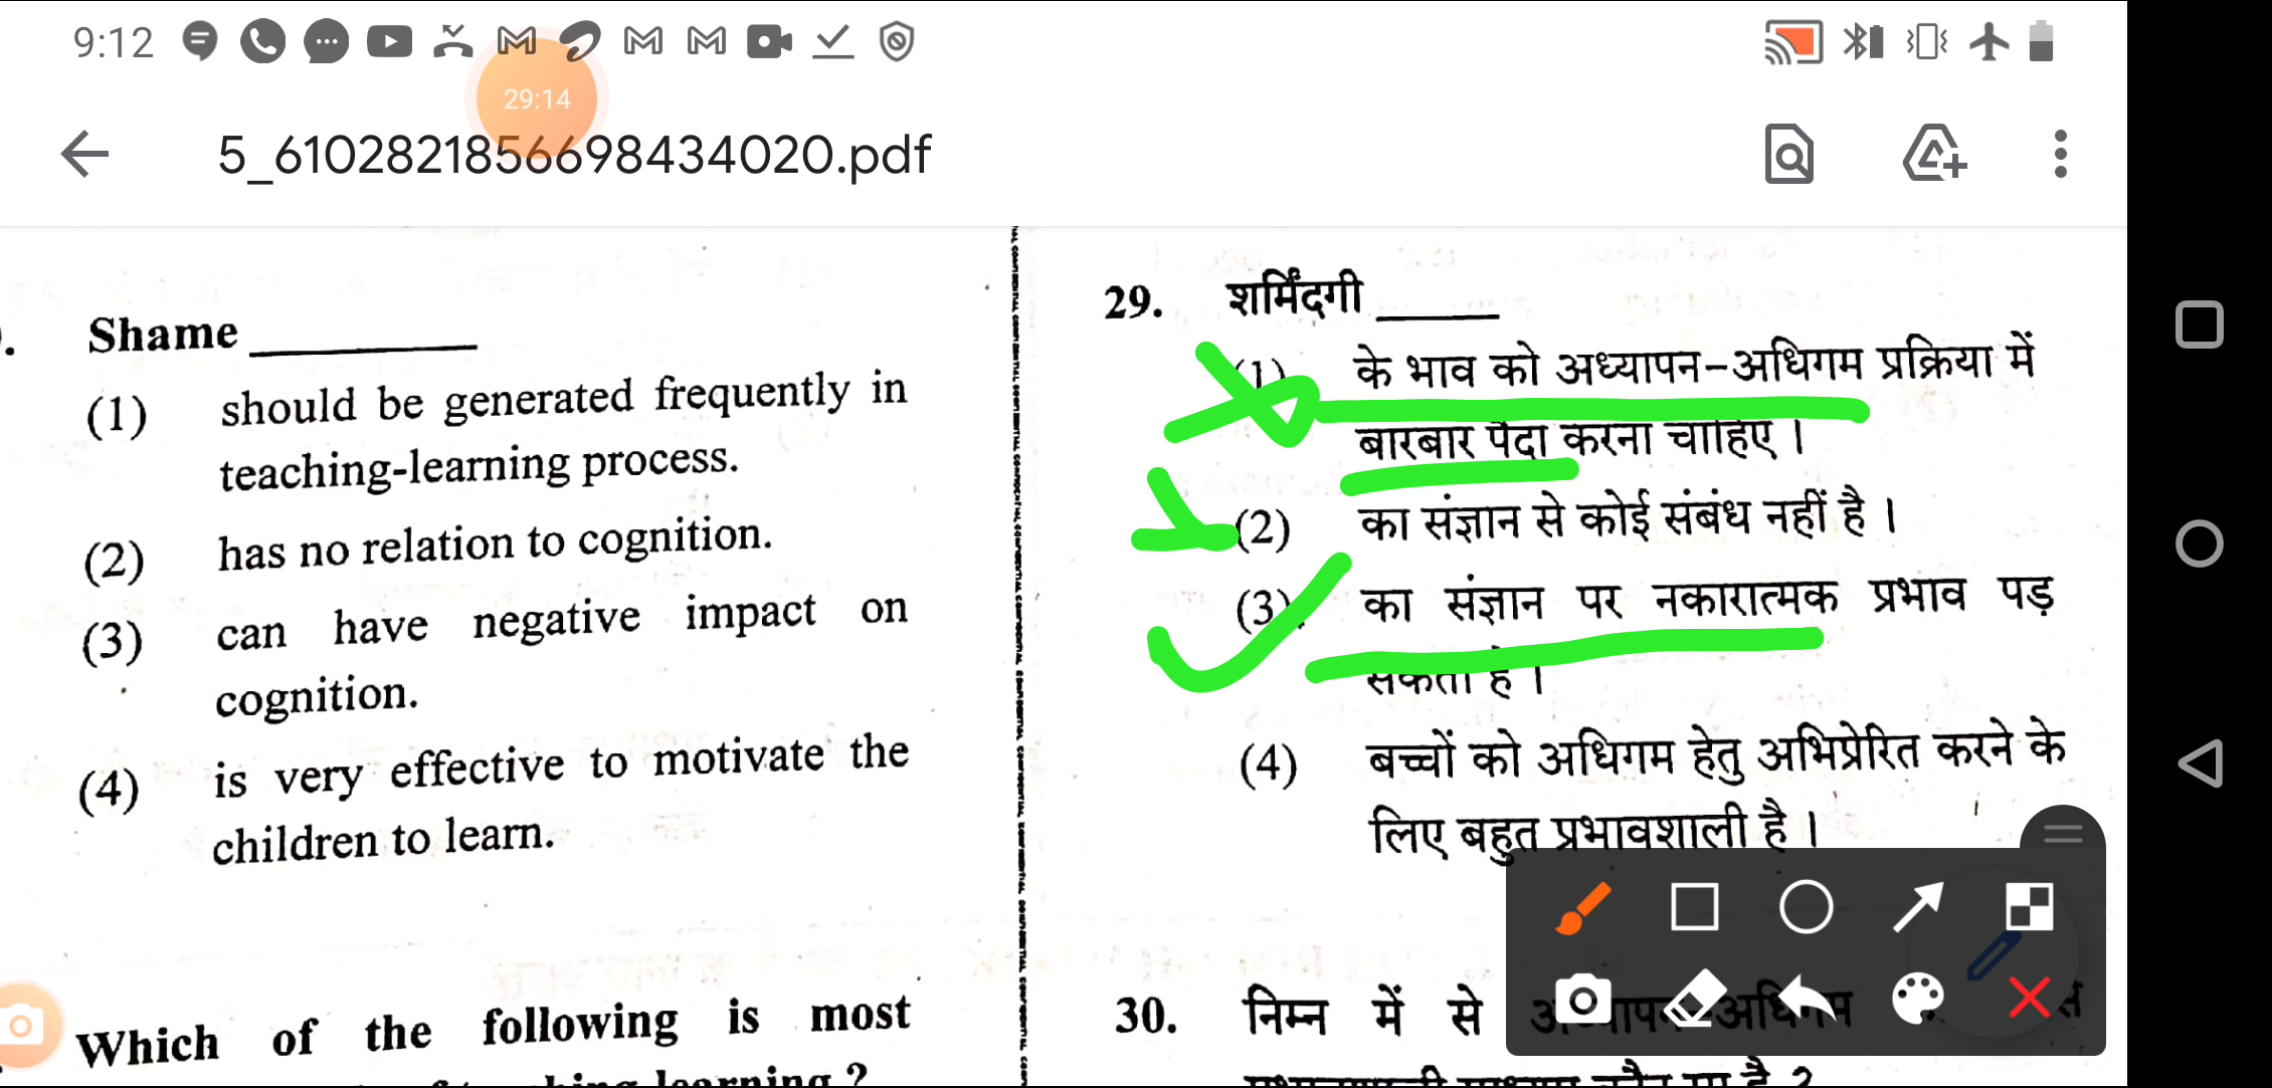 9:12
29:14
5_6102821856698434020.pdf
Shame ________
(1) should be generated frequently in
teaching-learning process.
(2) has no relation to cognition.
(3) can have negative impact on
cognition.
(4) is very effective to motivate the
children to learn.
Which of the following is most
learning ?
29. शर्मिंदगी ______
(1) के भाव को अध्यापन-अधिगम प्रक्रिया में
बारबार पैदा करना चाहिए ।
(2) का संज्ञान से कोई संबंध नहीं है ।
(3) का संज्ञान पर नकारात्मक प्रभाव पड़
सकता है ।
(4) बच्चों को अधिगम हेतु अभिप्रेरित करने के
लिए बहुत प्रभावशाली है ।
30. निम्न में से